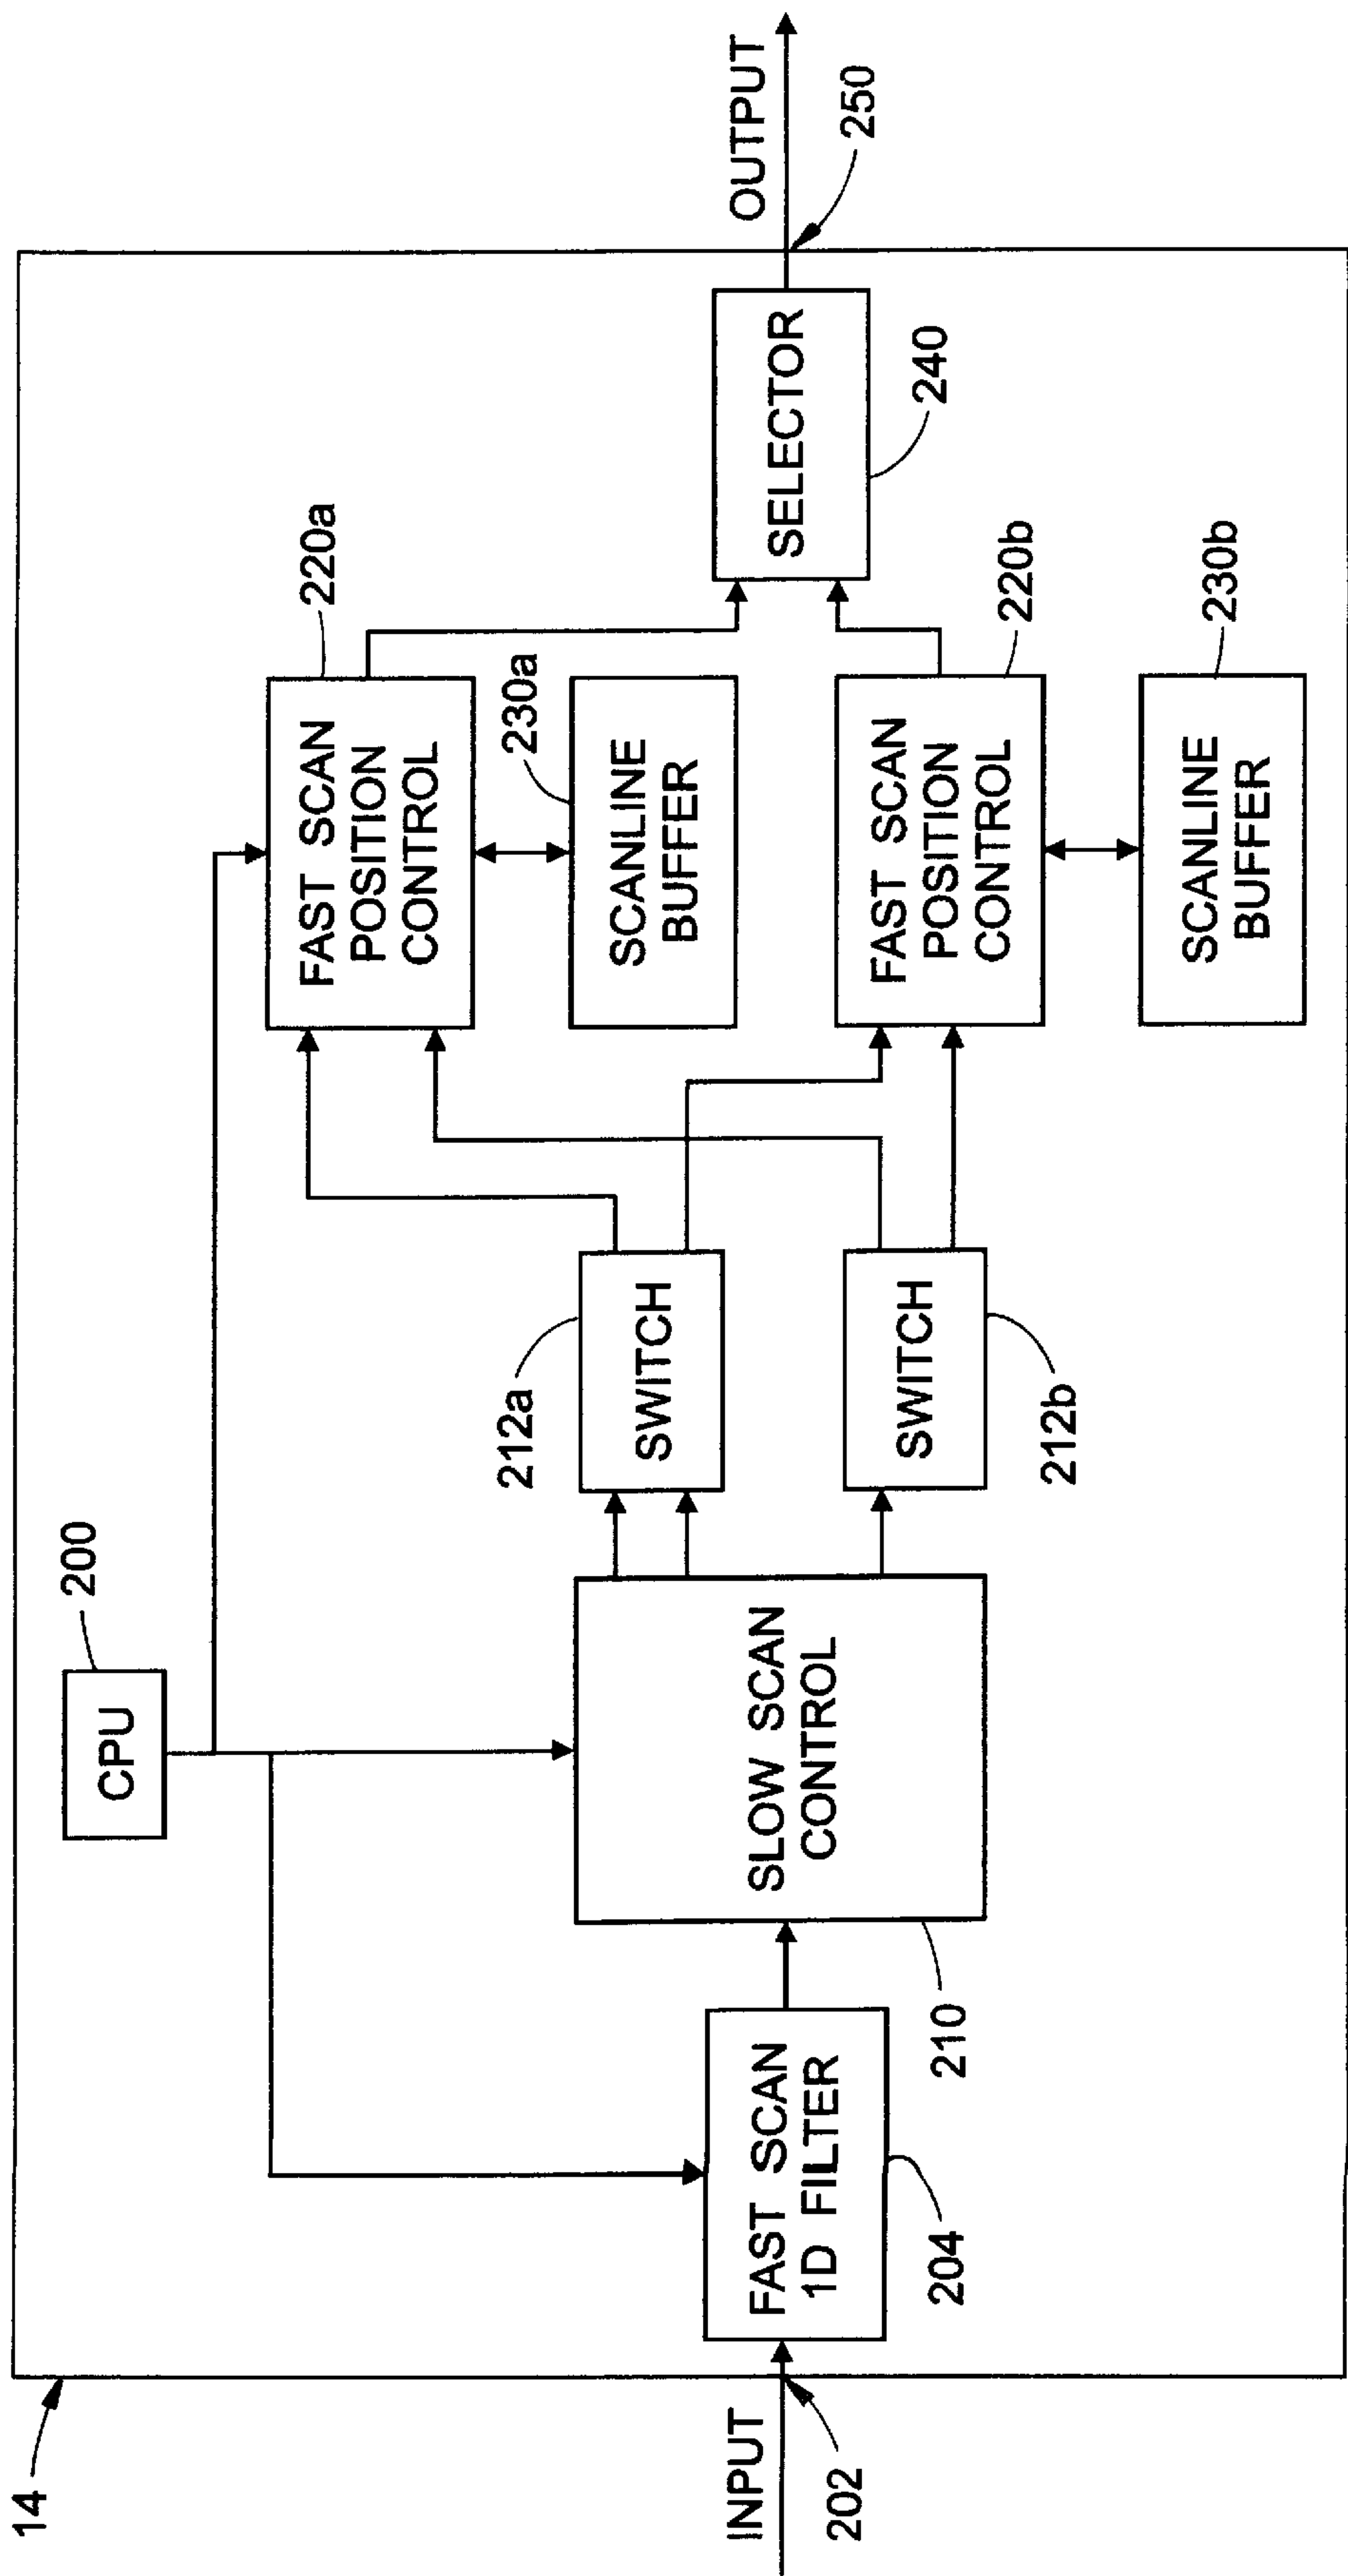 14
INPUT
202
FAST SCAN
1D FILTER
204
CPU
200
SLOW SCAN
CONTROL
210
212a
SWITCH
SWITCH
212b
FAST SCAN
POSITION
CONTROL
220a
230a
SCANLINE
BUFFER
FAST SCAN
POSITION
CONTROL
220b
SCANLINE
BUFFER
230b
SELECTOR
240
OUTPUT
250